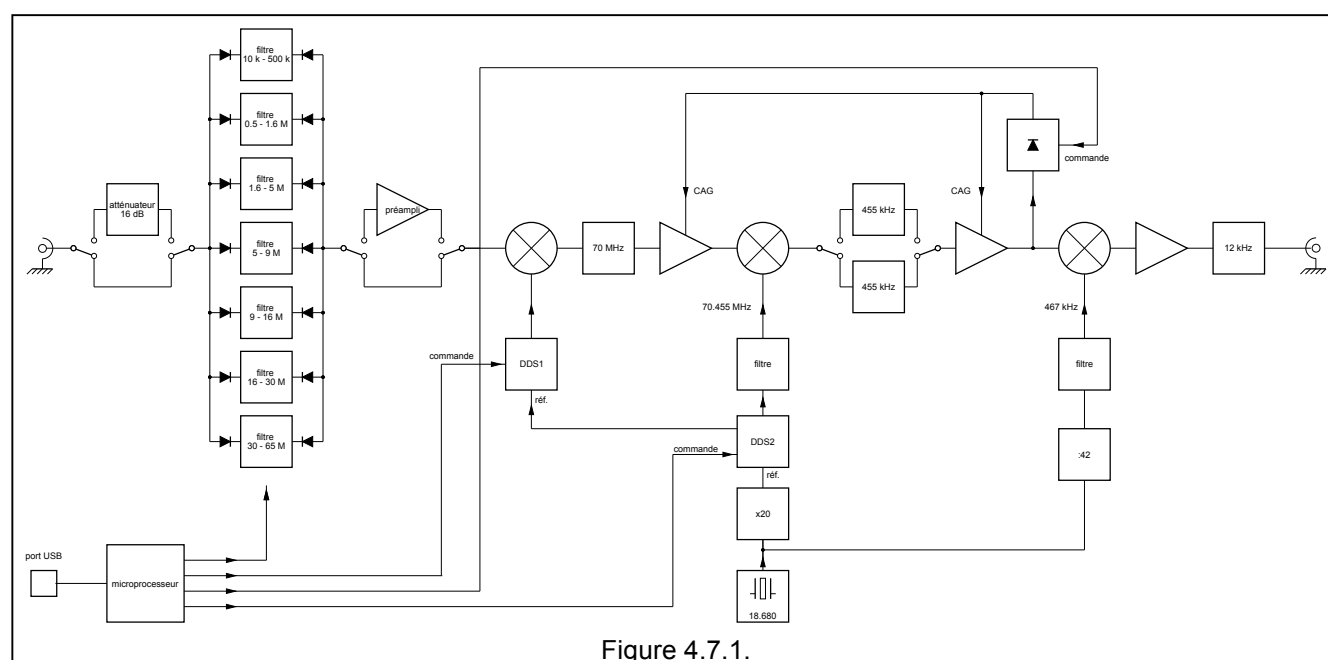 filtre
10 k - 500 k
filtre
0.5 - 1.6 M
filtre
1.6 - 5 M
filtre
5 - 9 M
filtre
9 - 16 M
filtre
16 - 30 M
filtre
30 - 65 M
atténuateur
16 dB
préampli
70 MHz
CAG
455 kHz
455 kHz
CAG
commande
12 kHz
70.455 MHz
467 kHz
commande
DDS1
filtre
filtre
réf.
commande
DDS2
:42
réf.
x20
port USB
microprocesseur
18.680
Figure 4.7.1.